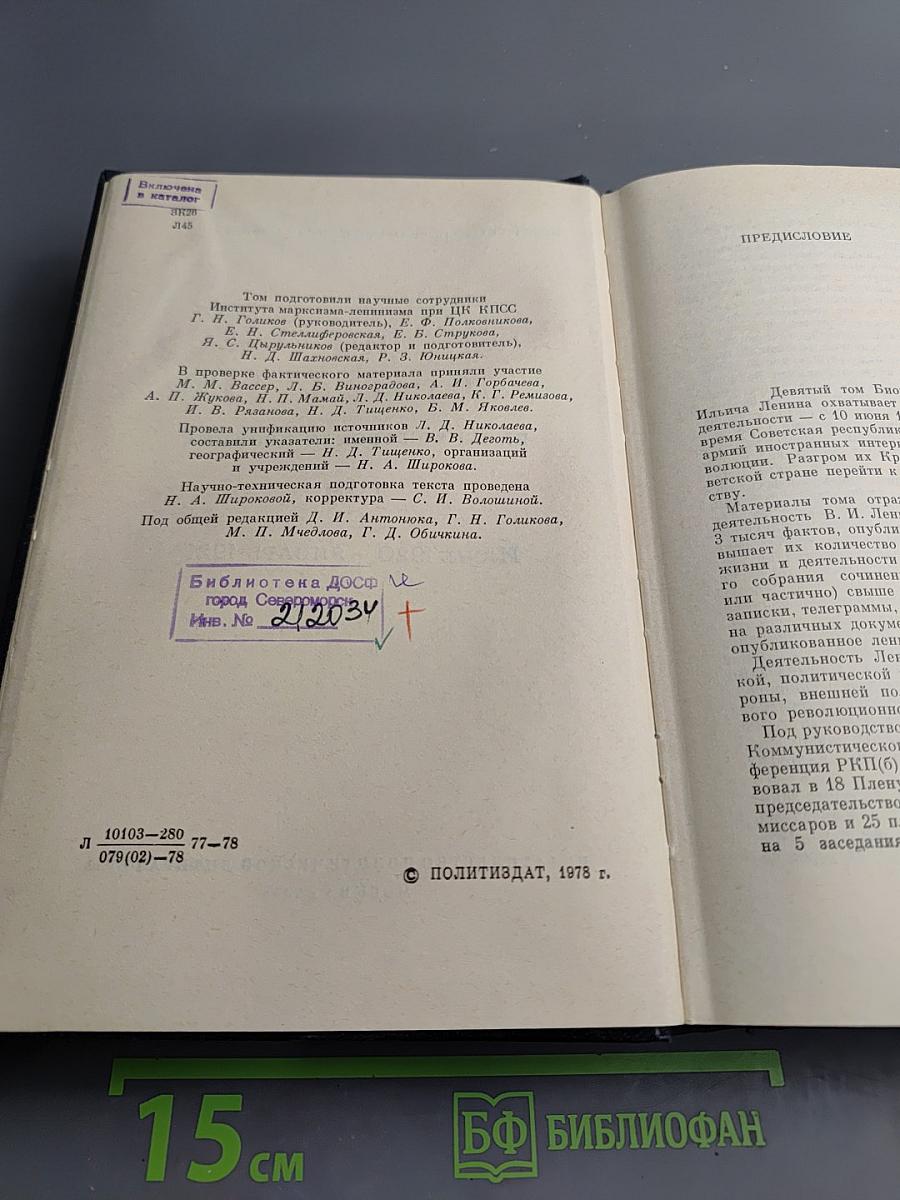 Включена
в каталог
3К26
Л45
Том подготовили научные сотрудники
Института марксизма-ленинизма при ЦК КПСС
Г. Н. Голиков (руководитель), Е. Ф. Полковникова,
Е. Н. Стеллиферовская, Е. Б. Струкова,
Я. С. Цырульников (редактор и подготовитель),
Н. Д. Шахновская, Р. З. Юницкая.
В проверке фактического материала приняли участие
М. М. Вассер, Л. Б. Виноградова, А. И. Горбачева,
А. П. Жукова, Н. П. Мамай, Л. Д. Николаева, К. Г. Ремизова,
И. В. Рязанова, Н. Д. Тищенко, Б. М. Яковлев.
Провела унификацию источников Л. Д. Николаева,
составили указатели: именной — В. В. Деготь,
географический — Н. Д. Тищенко, организаций
и учреждений — Н. А. Широкова.
Научно-техническая подготовка текста проведена
Н. А. Широковой, корректура — С. И. Волошиной.
Под общей редакцией Д. И. Антонюка, Г. Н. Голикова,
М. П. Мчедлова, Г. Д. Обичкина.
Библиотека ДОСФ
город Североморск
Инв. № 212034
Л 10103—280 77—78
079(02)—78
© ПОЛИТИЗДАТ, 1978 г.
ПРЕДИСЛОВИЕ
Девятый том Био
Ильича Ленина охватывает
деятельности — с 10 июня 1
время Советская республик
армий иностранных интер
волюции. Разгром их Кр
ветской стране перейти к
ству.
Материалы тома отра
деятельность В. И. Лен
3 тысяч фактов, опубли
вышает их количество
жизни и деятельности
го собрания сочинен
или частично) свыше
записки, телеграммы,
на различных докуме
опубликованное лени
Деятельность Лен
кой, политической
роны, внешней по
вого революционно
Под руководство
Коммунистическо
ференция РКП(б)
вовал в 18 Плену
председательство
миссаров и 25 п
на 5 заседания
15 см
БФ БИБЛИОФАН